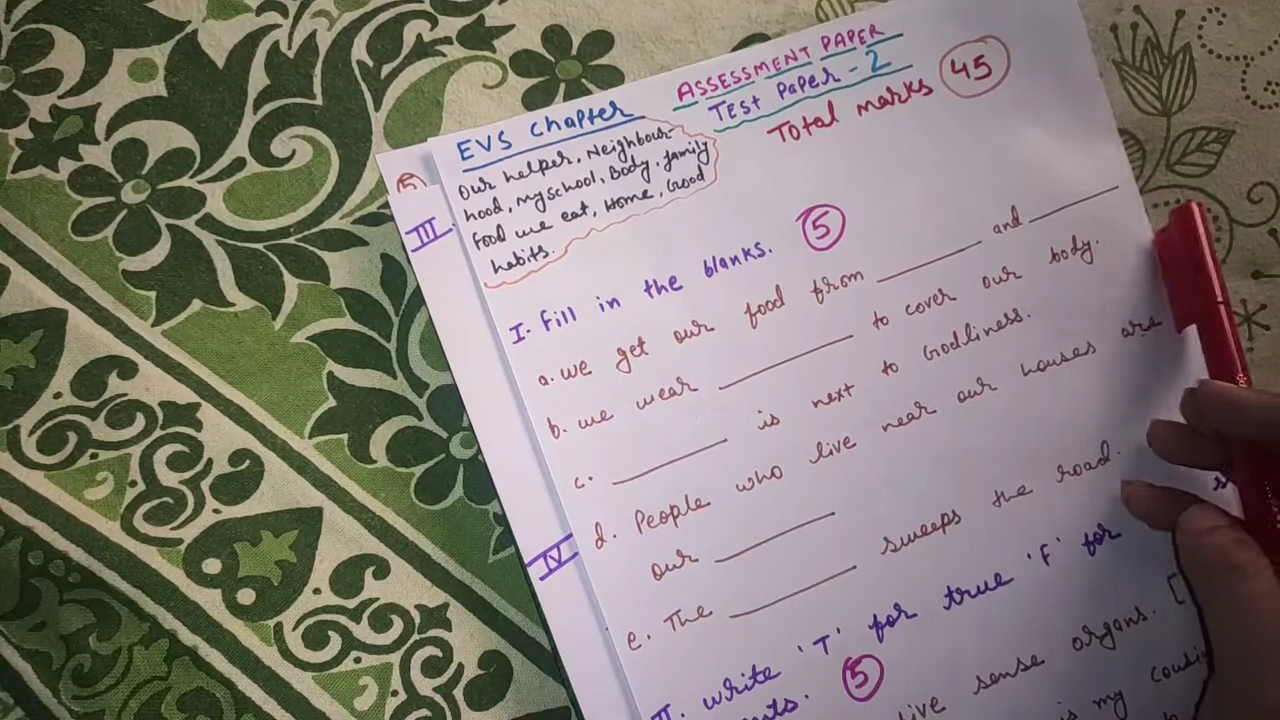 ASSESSMENT PAPER
TEST PAPER - 2
Total marks 45
EVS Chapter
Our helper, Neighbour-
hood, My school, Body, family
food we eat, Home, Good
habits.
III
I. Fill in the blanks. 5
a. we get our food from ______ and ______
b. we wear ______ to cover our body.
c. ______ is next to Godliness.
d. People who live near our houses are
our ______
e. The ______ sweeps the road.
IV
II. write 'T' for true 'F' for
5
sense organs. [
is my